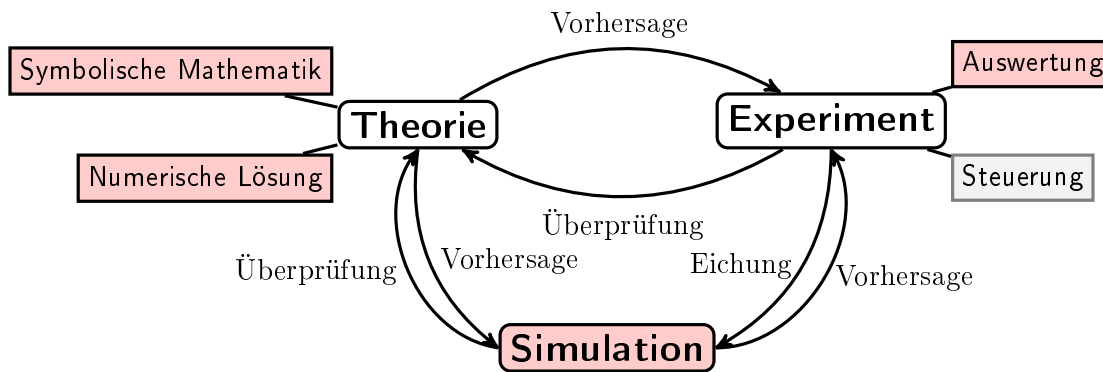 Vorhersage
Symbolische Mathematik
Auswertung
Theorie
Experiment
Numerische Lösung
Steuerung
Überprüfung
Überprüfung
Vorhersage
Eichung
Vorhersage
Simulation